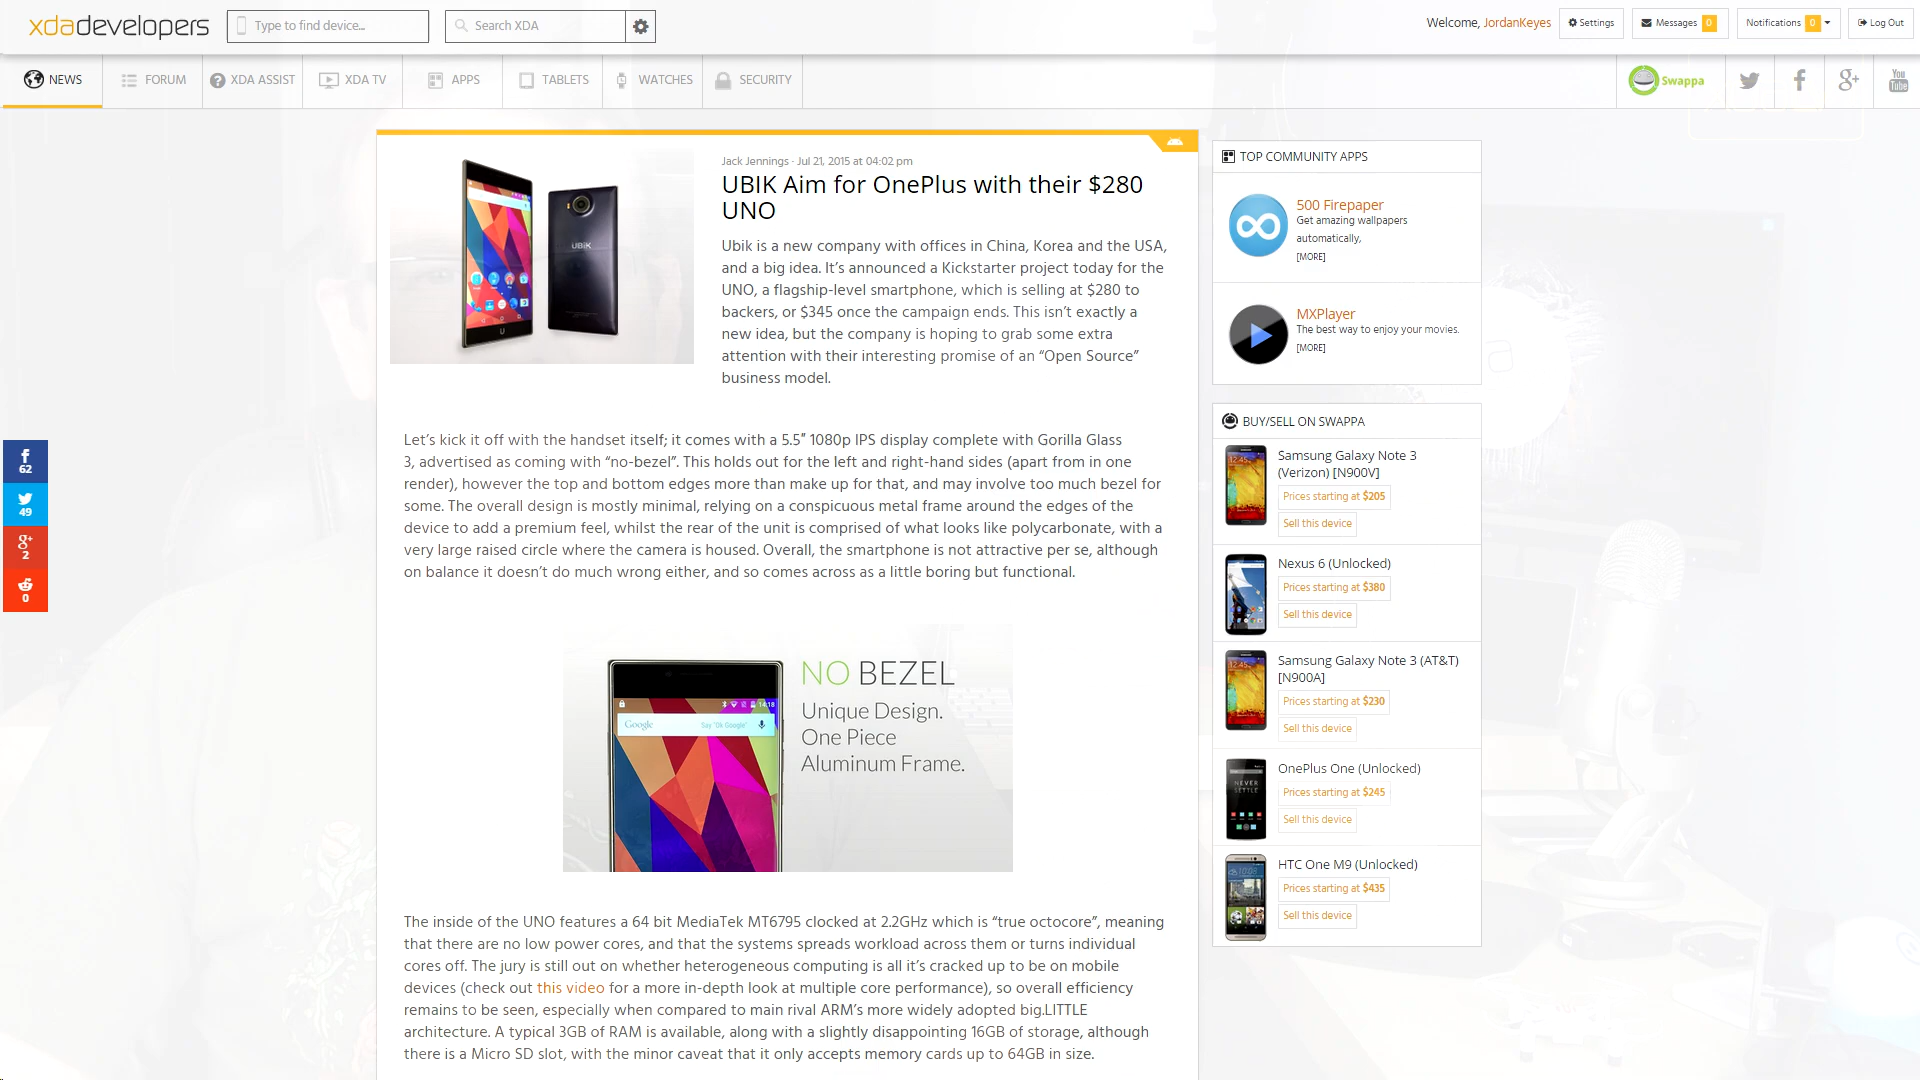 xdadevelopers
Type to find device...
Search XDA
Welcome, JordanKeyes
Settings
Messages 0
Notifications 0
Log Out
NEWS
FORUM
XDA ASSIST
XDA TV
APPS
TABLETS
WATCHES
SECURITY
Swappa
g+
You Tube
62
49
g+
2
0
Jack Jennings · Jul 21, 2015 at 04:02 pm
UBIK Aim for OnePlus with their $280
UNO
Ubik is a new company with offices in China, Korea and the USA,
and a big idea. It’s announced a Kickstarter project today for the
UNO, a flagship-level smartphone, which is selling at $280 to
backers, or $345 once the campaign ends. This isn’t exactly a
new idea, but the company is hoping to grab some extra
attention with their interesting promise of an “Open Source”
business model.
UBIK
Let’s kick it off with the handset itself; it comes with a 5.5″ 1080p IPS display complete with Gorilla Glass
3, advertised as coming with “no-bezel”. This holds out for the left and right-hand sides (apart from in one
render), however the top and bottom edges more than make up for that, and may involve too much bezel for
some. The overall design is mostly minimal, relying on a conspicuous metal frame around the edges of the
device to add a premium feel, whilst the rear of the unit is comprised of what looks like polycarbonate, with a
very large raised circle where the camera is housed. Overall, the smartphone is not attractive per se, although
on balance it doesn’t do much wrong either, and so comes across as a little boring but functional.
14:18
Google
Say "Ok Google"
NO BEZEL
Unique Design.
One Piece
Aluminum Frame.
The inside of the UNO features a 64 bit MediaTek MT6795 clocked at 2.2GHz which is “true octocore”, meaning
that there are no low power cores, and that the systems spreads workload across them or turns individual
cores off. The jury is still out on whether heterogeneous computing is all it’s cracked up to be on mobile
devices (check out this video for a more in-depth look at multiple core performance), so overall efficiency
remains to be seen, especially when compared to main rival ARM’s more widely adopted big.LITTLE
architecture. A typical 3GB of RAM is available, along with a slightly disappointing 16GB of storage, although
there is a Micro SD slot, with the minor caveat that it only accepts memory cards up to 64GB in size.
TOP COMMUNITY APPS
500 Firepaper
Get amazing wallpapers
automatically,
[MORE]
MXPlayer
The best way to enjoy your movies.
[MORE]
BUY/SELL ON SWAPPA
Samsung Galaxy Note 3
(Verizon) [N900V]
Prices starting at $205
Sell this device
Nexus 6 (Unlocked)
Prices starting at $380
Sell this device
Samsung Galaxy Note 3 (AT&T)
[N900A]
Prices starting at $230
Sell this device
OnePlus One (Unlocked)
Prices starting at $245
Sell this device
NEVER
SETTLE
HTC One M9 (Unlocked)
Prices starting at $435
Sell this device